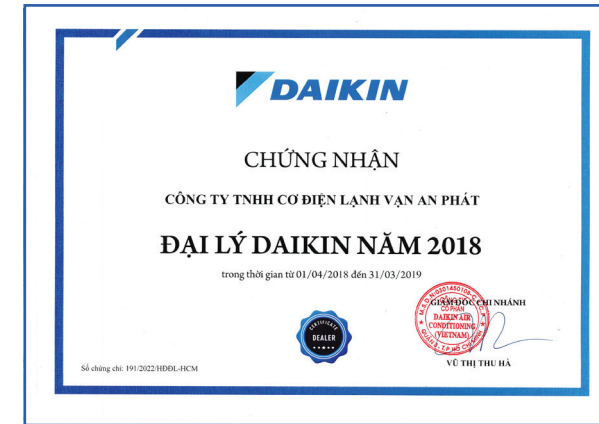 DAIKIN
CHỨNG NHẬN
CÔNG TY TNHH CƠ ĐIỆN LẠNH VẠN AN PHÁT
ĐẠI LÝ DAIKIN NĂM 2018
trong thời gian từ 01/04/2018 đến 31/03/2019
GIÁM ĐỐC CHI NHÁNH
CỔ PHẦN
DAIKIN AIR
CONDITIONING
(VIETNAM)
CERTIFICATE
DEALER
VŨ THỊ THU HÀ
Số chứng chỉ: 191/2022/HĐĐL-HCM